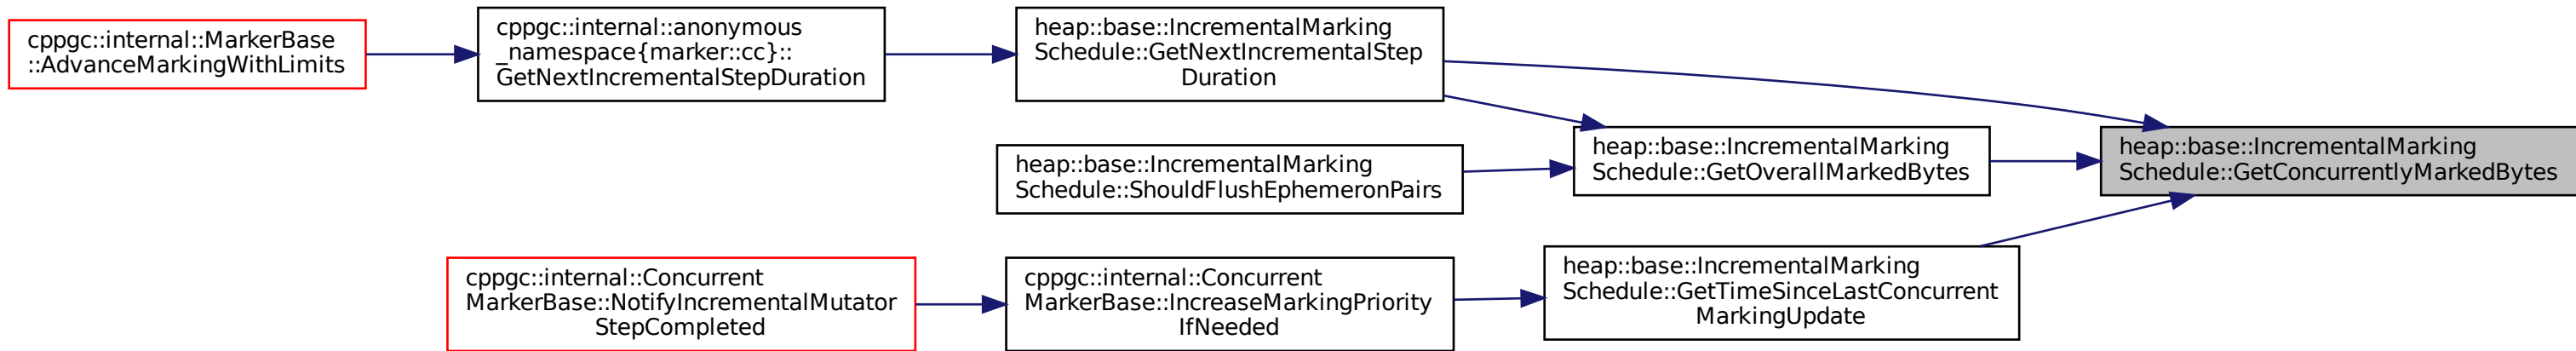 cppgc::internal::MarkerBase
::AdvanceMarkingWithLimits
cppgc::internal::anonymous
_namespace{marker::cc}::
GetNextIncrementalStepDuration
heap::base::IncrementalMarking
Schedule::GetNextIncrementalStep
Duration
heap::base::IncrementalMarking
Schedule::ShouldFlushEphemeronPairs
heap::base::IncrementalMarking
Schedule::GetOverallMarkedBytes
heap::base::IncrementalMarking
Schedule::GetConcurrentlyMarkedBytes
cppgc::internal::Concurrent
MarkerBase::NotifyIncrementalMutator
StepCompleted
cppgc::internal::Concurrent
MarkerBase::IncreaseMarkingPriority
IfNeeded
heap::base::IncrementalMarking
Schedule::GetTimeSinceLastConcurrent
MarkingUpdate